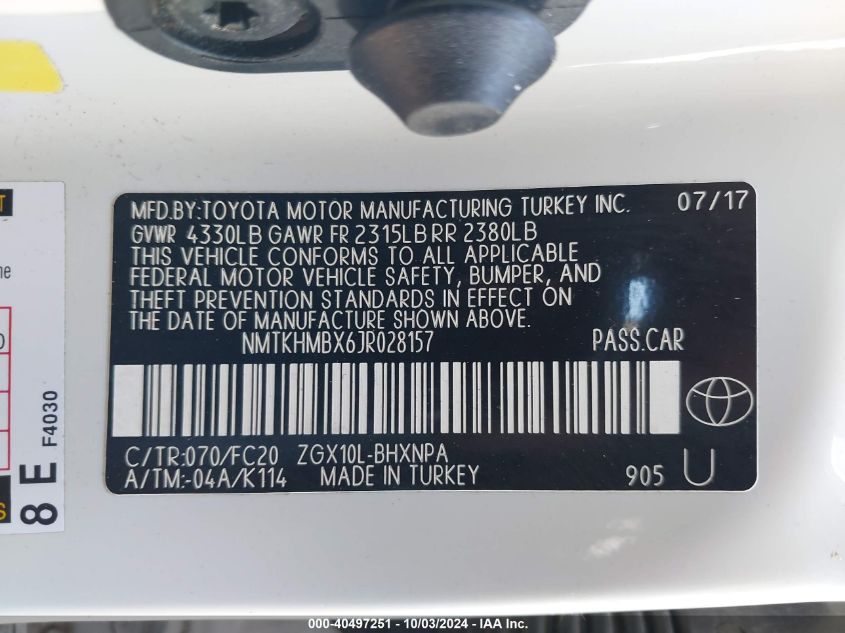 MFD.BY:TOYOTA MOTOR MANUFACTURING TURKEY INC. 07/17
GVWR 4330LB GAWR FR 2315LB RR 2380LB
THIS VEHICLE CONFORMS TO ALL APPLICABLE
FEDERAL MOTOR VEHICLE SAFETY, BUMPER, AND
THEFT PREVENTION STANDARDS IN EFFECT ON
THE DATE OF MANUFACTURE SHOWN ABOVE.
NMTKHMBX6JR028157 PASS.CAR
C/TR:070/FC20 ZGX10L-BHXNPA
A/TM:-04A/K114 MADE IN TURKEY 905 U
8 E F4030
000-40497251 - 10/03/2024 - IAA Inc.